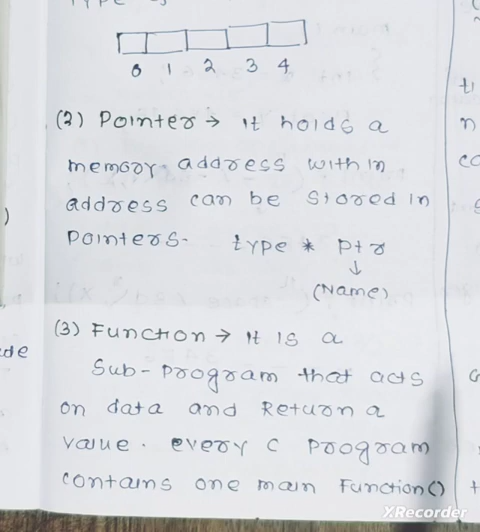 0 1 2 3 4
(2) Pointer → it holds a
memory address with in
address can be stored in
pointers. type * ptr
↓
(Name)
(3) Function → it is a
Sub-program that acts
on data and Return a
value. every C program
contains one main Function()
XRecorder